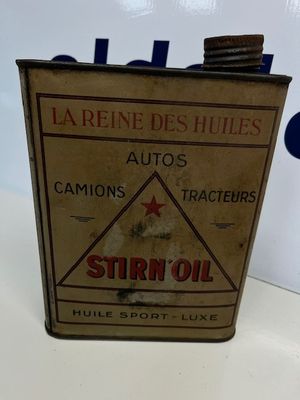 LA REINE DES HUILES
AUTOS
CAMIONS TRACTEURS
STIRN'OIL
HUILE SPORT - LUXE